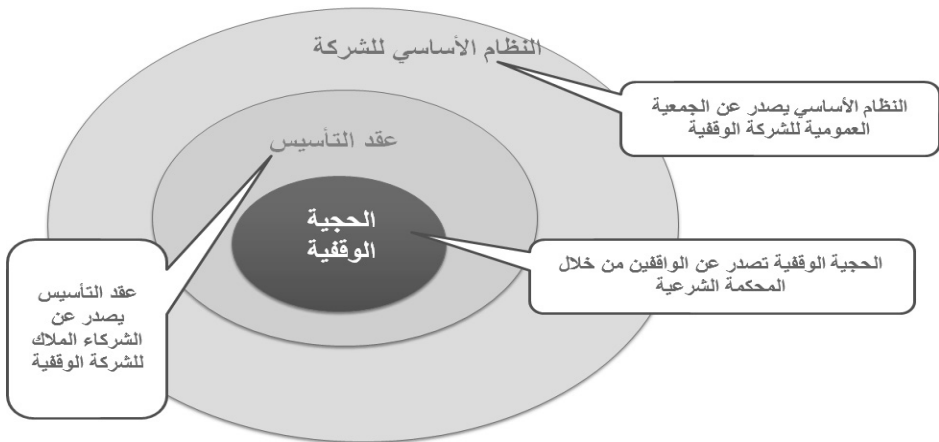 النظام الأساسي للشركة
النظام الأساسي يصدر عن الجمعية
العمومية للشركة الوقفية
عقد التأسيس
الحجية
الوقفية
الحجية الوقفية تصدر عن الواقفين من خلال
المحكمة الشرعية
عقد التأسيس
يصدر عن
الشركاء الملاك
للشركة الوقفية